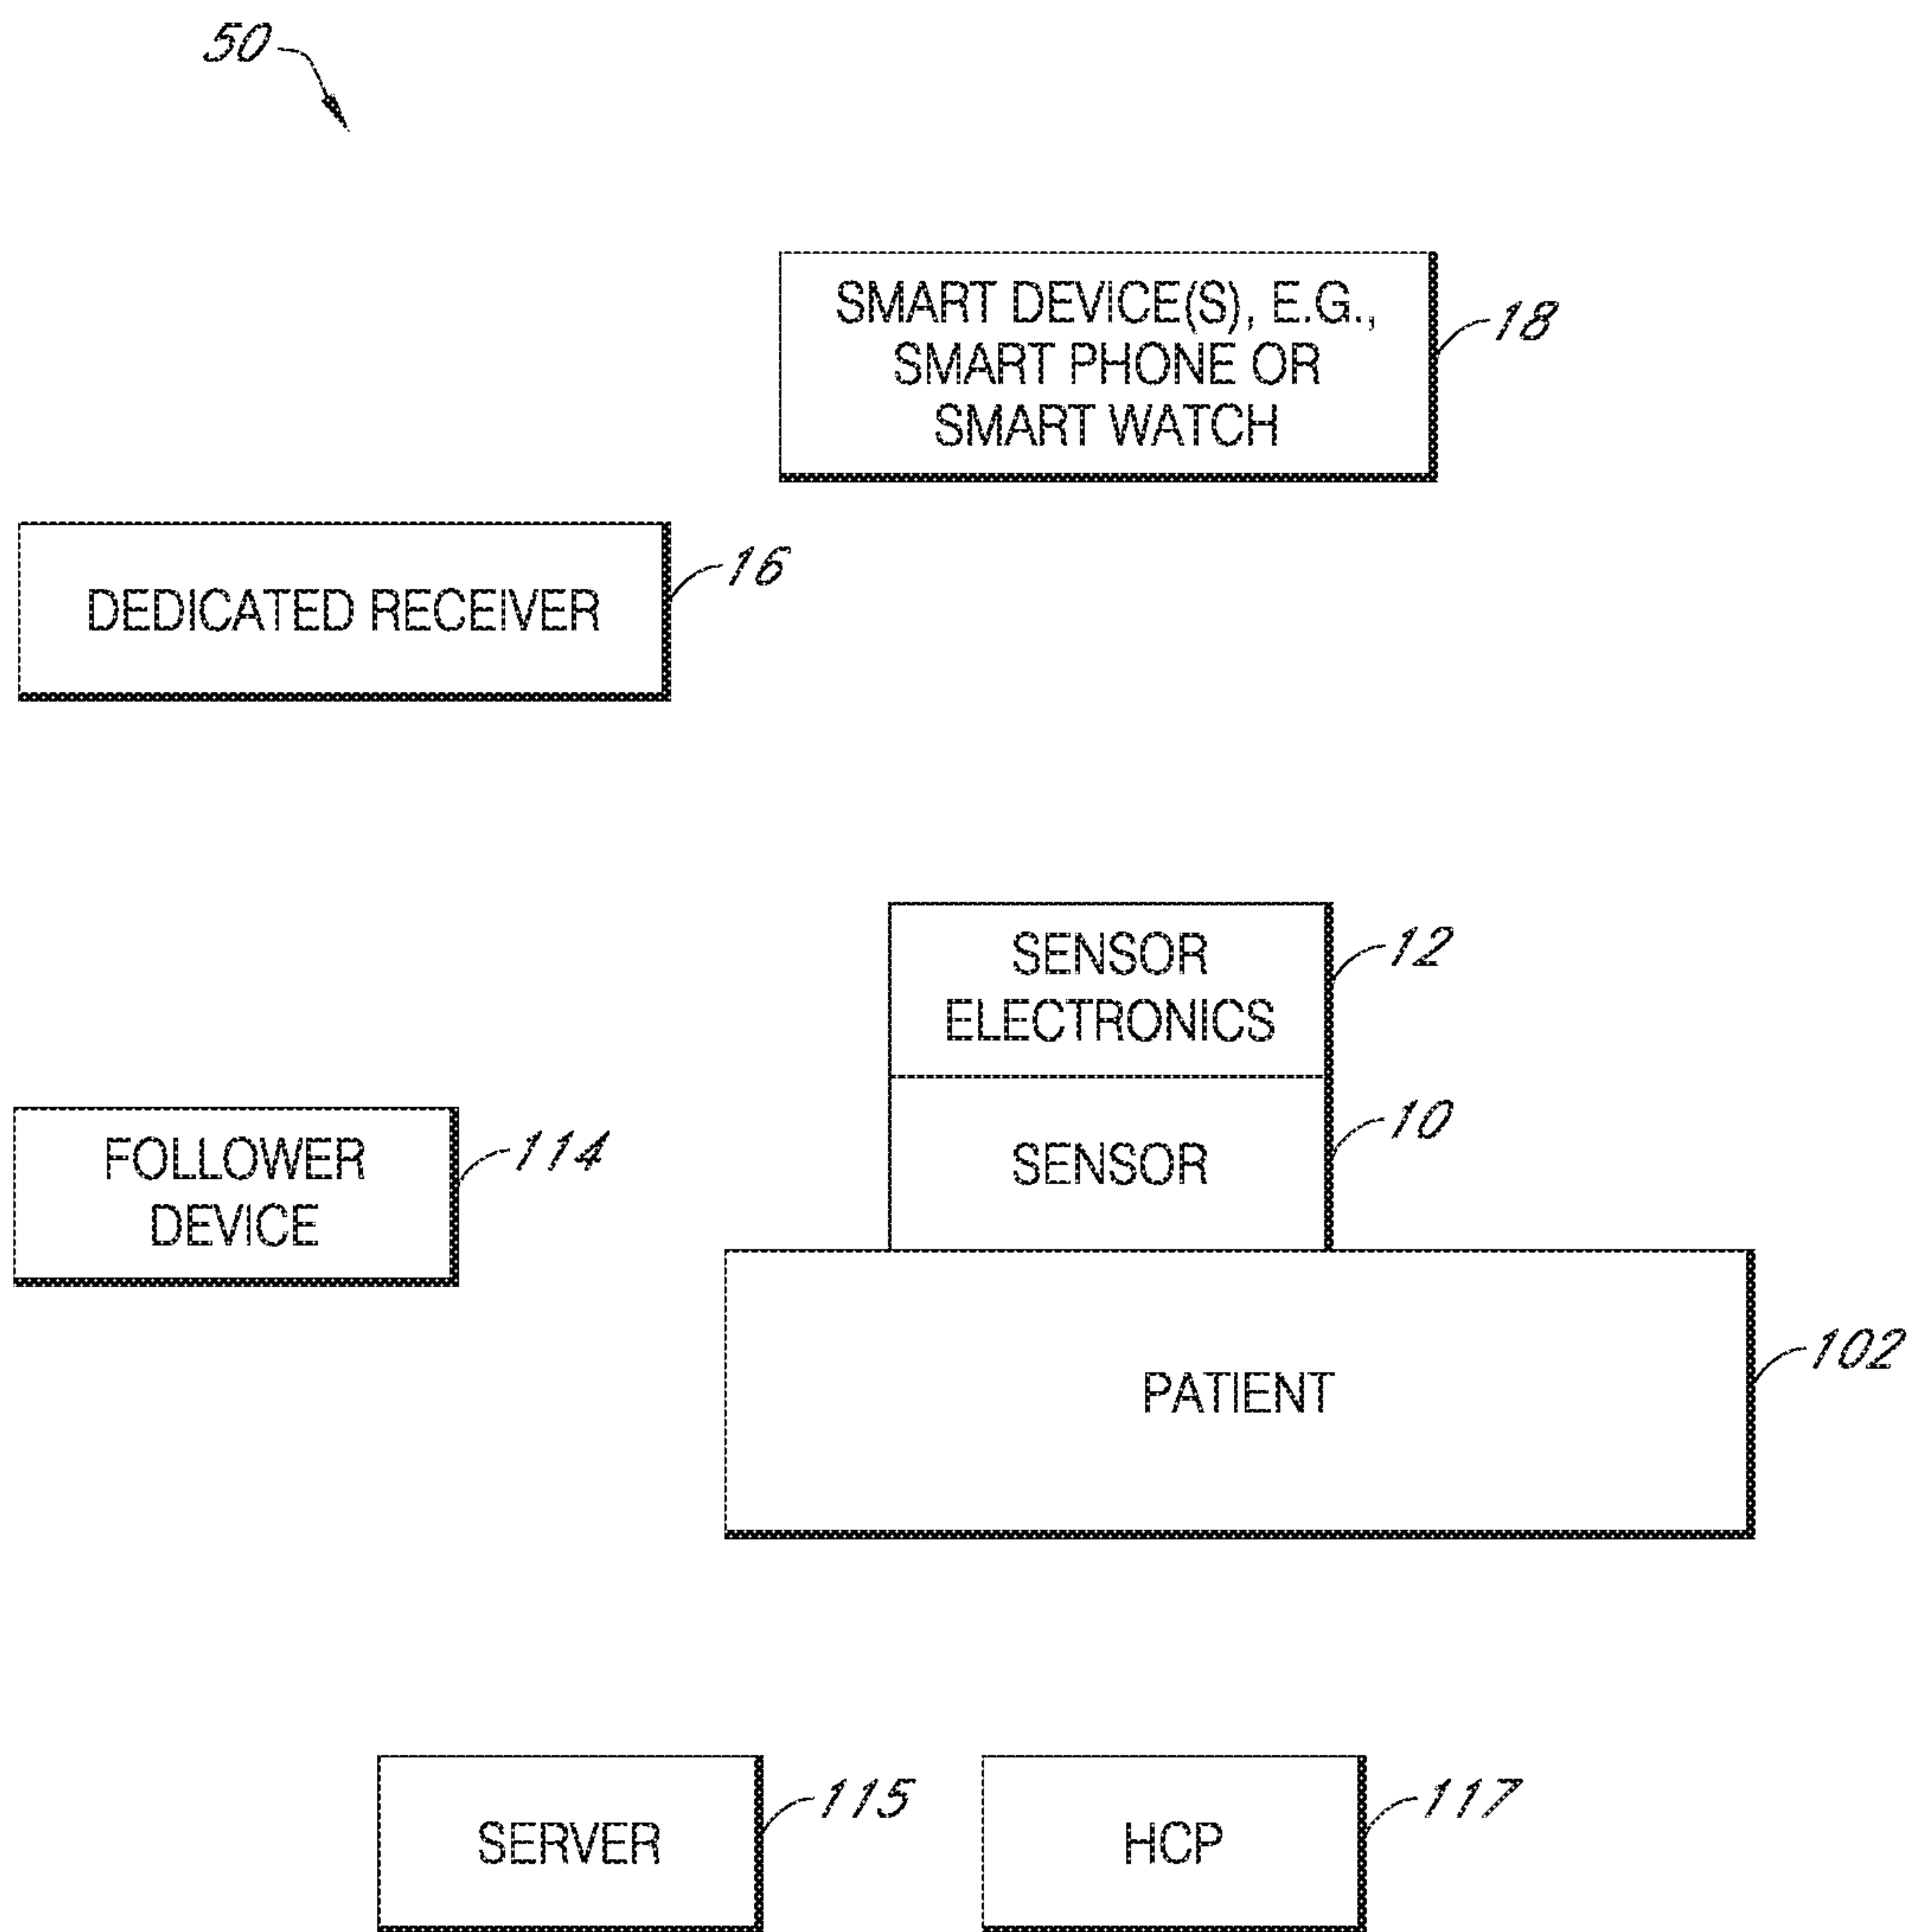 50
SMART DEVICE(S), E.G.,
SMART PHONE OR
SMART WATCH
18
DEDICATED RECEIVER
16
SENSOR
ELECTRONICS
12
SENSOR
10
FOLLOWER
DEVICE
114
PATIENT
102
SERVER
115
HCP
117